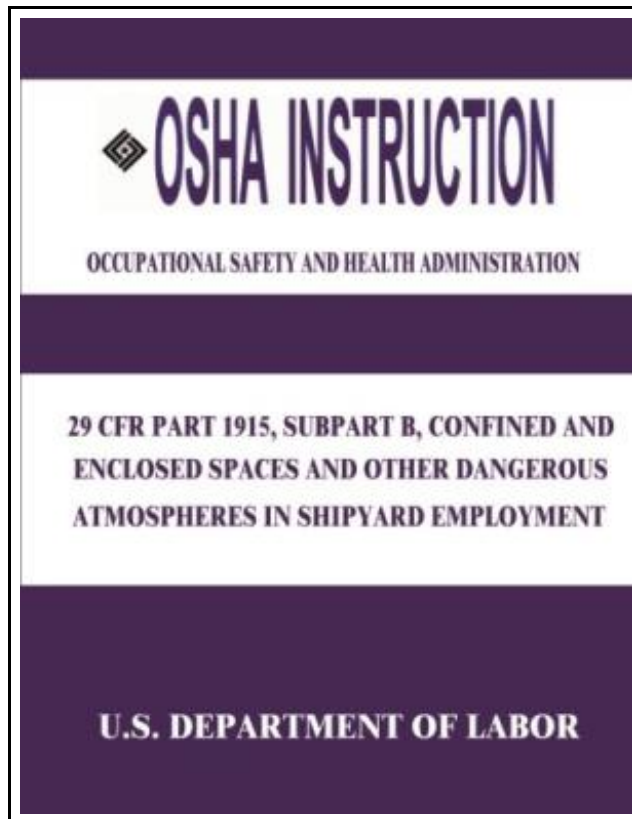 OSHA INSTRUCTION
OCCUPATIONAL SAFETY AND HEALTH ADMINISTRATION
29 CFR PART 1915, SUBPART B, CONFINED AND
ENCLOSED SPACES AND OTHER DANGEROUS
ATMOSPHERES IN SHIPYARD EMPLOYMENT
U.S. DEPARTMENT OF LABOR